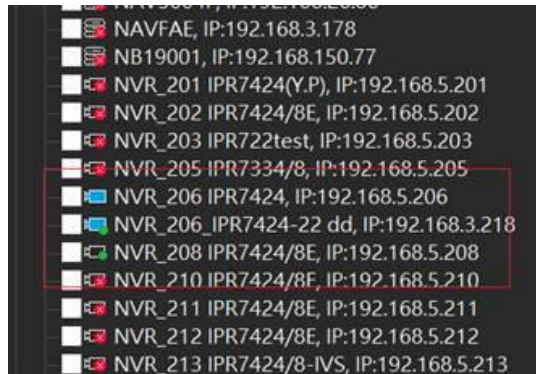 NAVFAE, IP:192.168.3.178
NB19001, IP:192.168.150.77
NVR_201 IPR7424(Y.P), IP:192.168.5.201
NVR_202 IPR7424/8E, IP:192.168.5.202
NVR_203 IPR722test, IP:192.168.5.203
NVR_205 IPR7334/8, IP:192.168.5.205
NVR_206 IPR7424, IP:192.168.5.206
NVR_206_IPR7424-22 dd, IP:192.168.3.218
NVR_208 IPR7424/8E, IP:192.168.5.208
NVR_210 IPR7424/8E, IP:192.168.5.210
NVR_211 IPR7424/8E, IP:192.168.5.211
NVR_212 IPR7424/8E, IP:192.168.5.212
NVR_213 IPR7424/8-IVS, IP:192.168.5.213